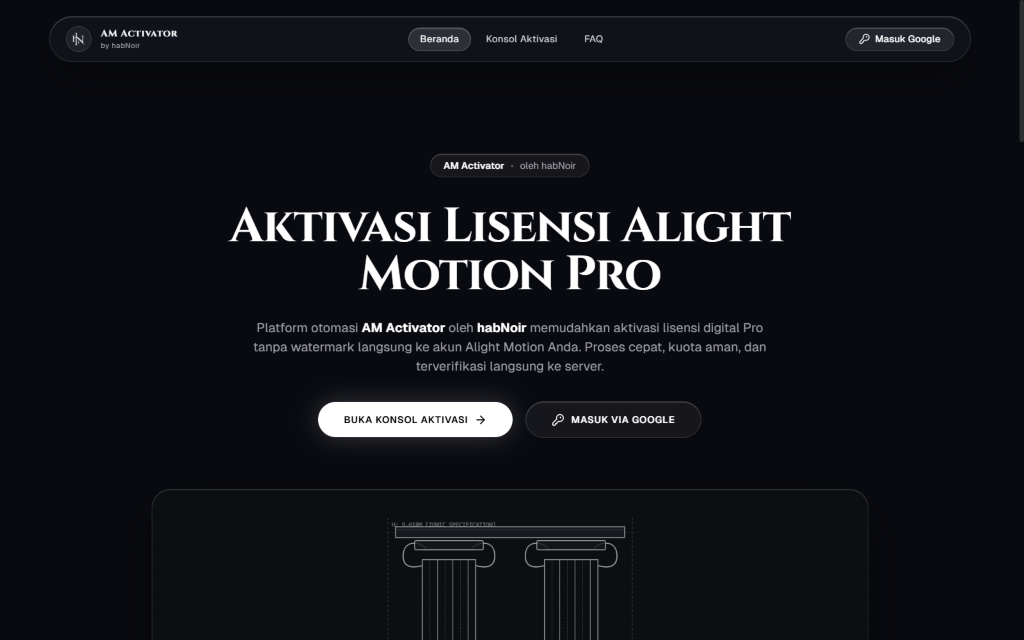 AM Activator
by habNoir
Beranda
Konsol Aktivasi
FAQ
Masuk Google
AM Activator · oleh habNoir
Aktivasi Lisensi Alight
Motion Pro
Platform otomasi AM Activator oleh habNoir memudahkan aktivasi lisensi digital Pro
tanpa watermark langsung ke akun Alight Motion Anda. Proses cepat, kuota aman, dan
terverifikasi langsung ke server.
BUKA KONSOL AKTIVASI →
MASUK VIA GOOGLE
[IONIC SPECIFICATION]